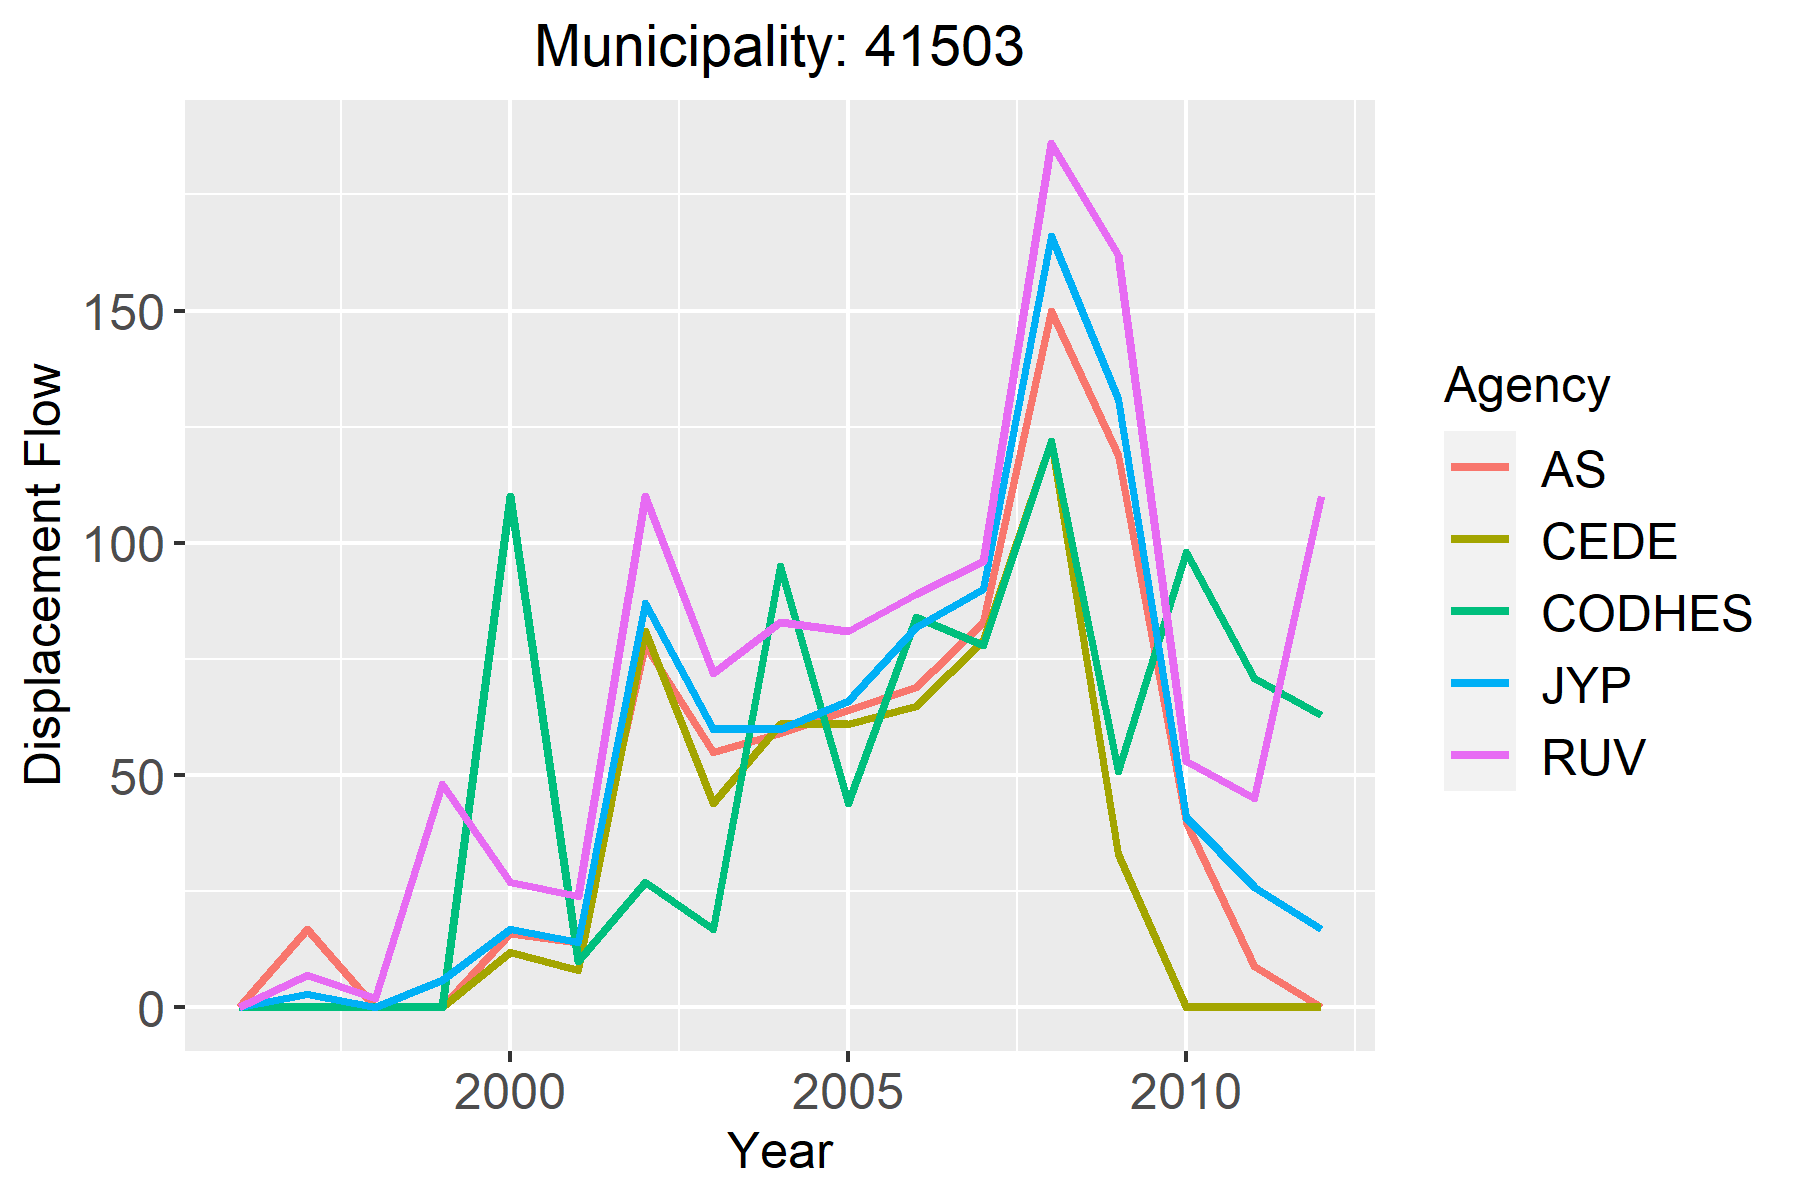 Municipality: 41503
Displacement Flow
150
100
50
0
2000 2005 2010
Year
Agency
AS
CEDE
CODHES
JYP
RUV